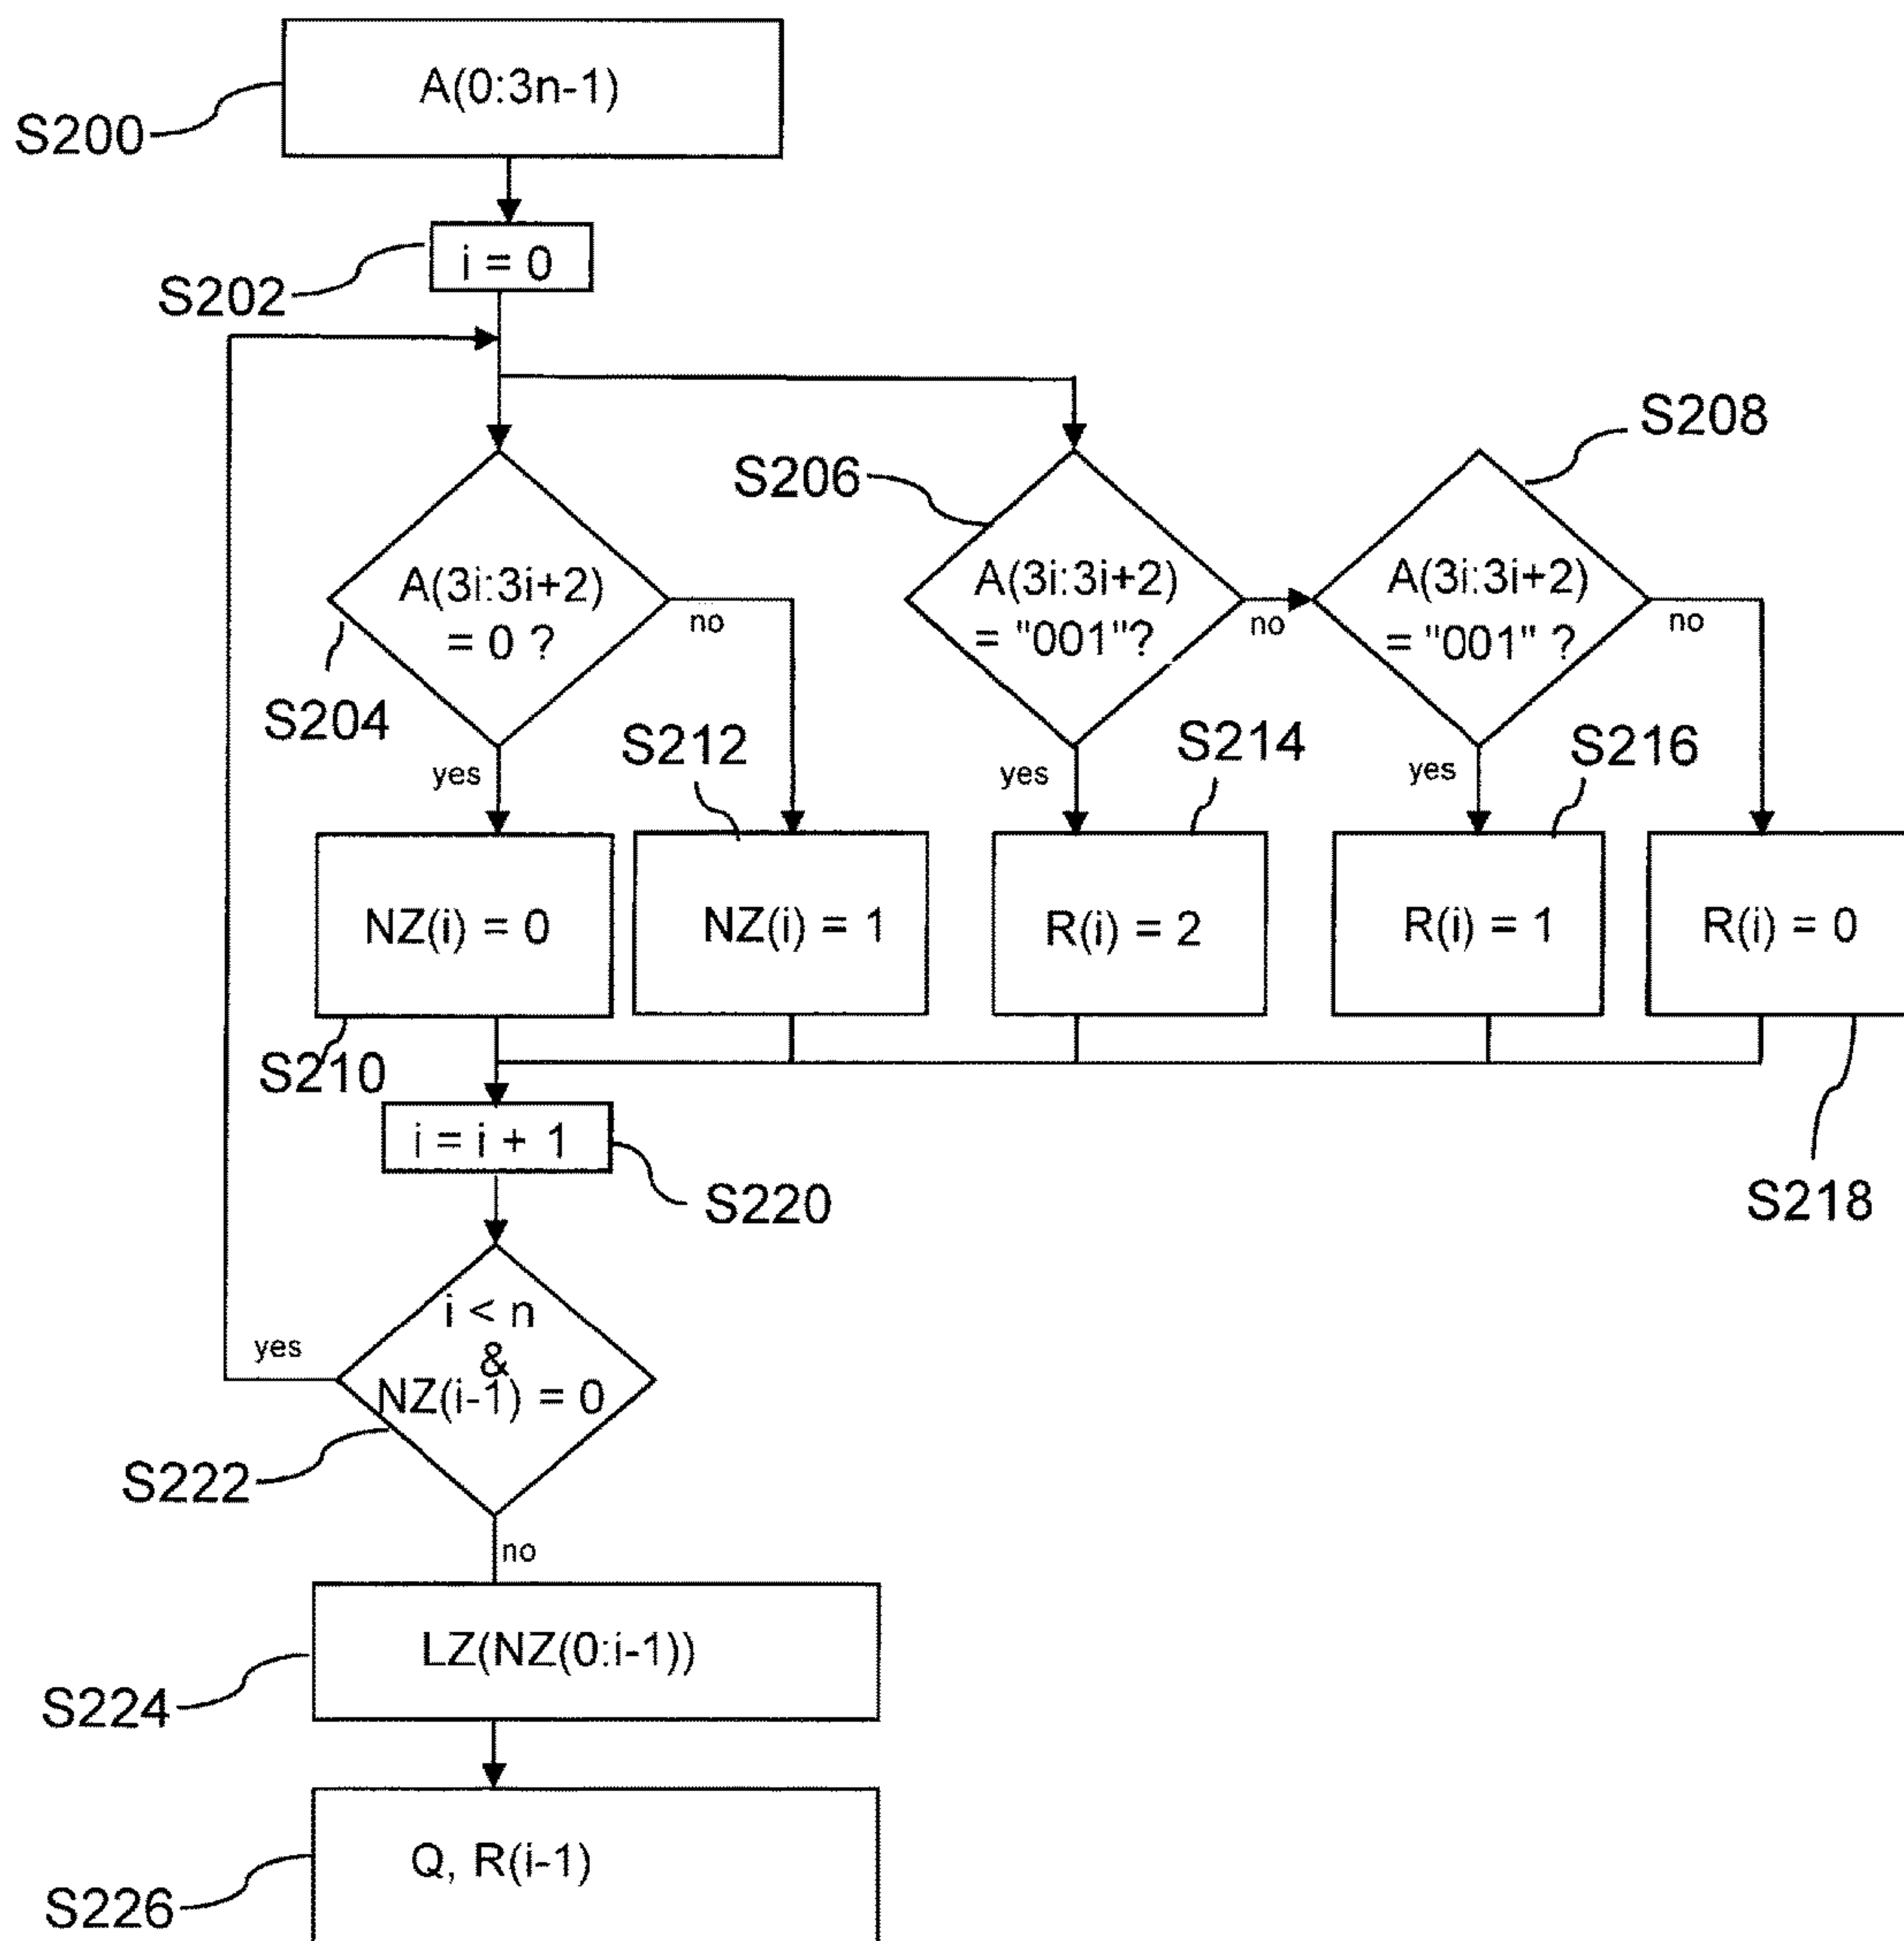 A(0:3n-1)
S200
i = 0
S202
S208
S206
A(3i:3i+2)
= 0 ?
no
A(3i:3i+2)
= "001"?
no
A(3i:3i+2)
= "001" ?
no
S204
S212
S214
S216
yes
yes
yes
NZ(i) = 0
NZ(i) = 1
R(i) = 2
R(i) = 1
R(i) = 0
S210
i = i + 1
S220
S218
i < n
&
NZ(i-1) = 0
yes
S222
no
LZ(NZ(0:i-1))
S224
Q, R(i-1)
S226